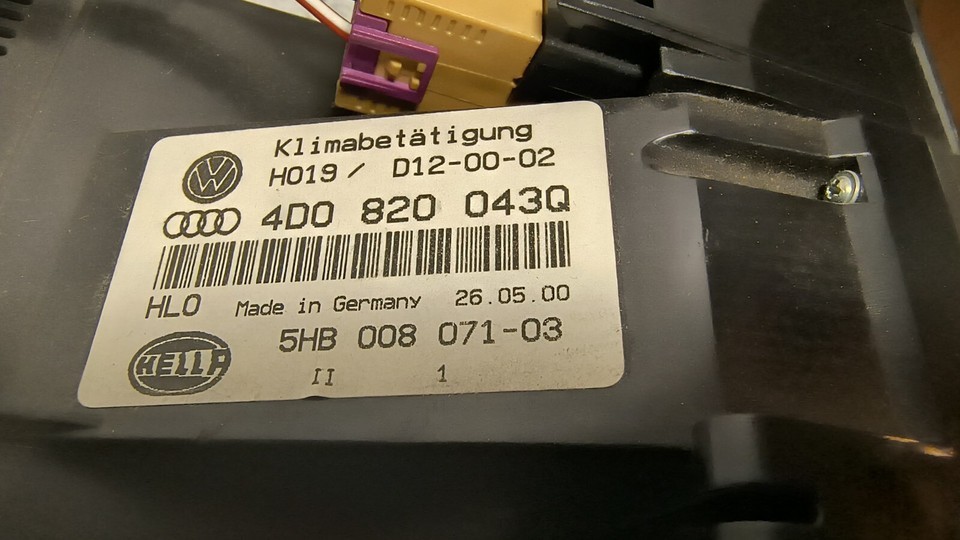 Klimabetätigung
H019 / D12-00-02
4D0 820 043Q
HLO Made in Germany 26.05.00
5HB 008 071-03
HELLA
II 1